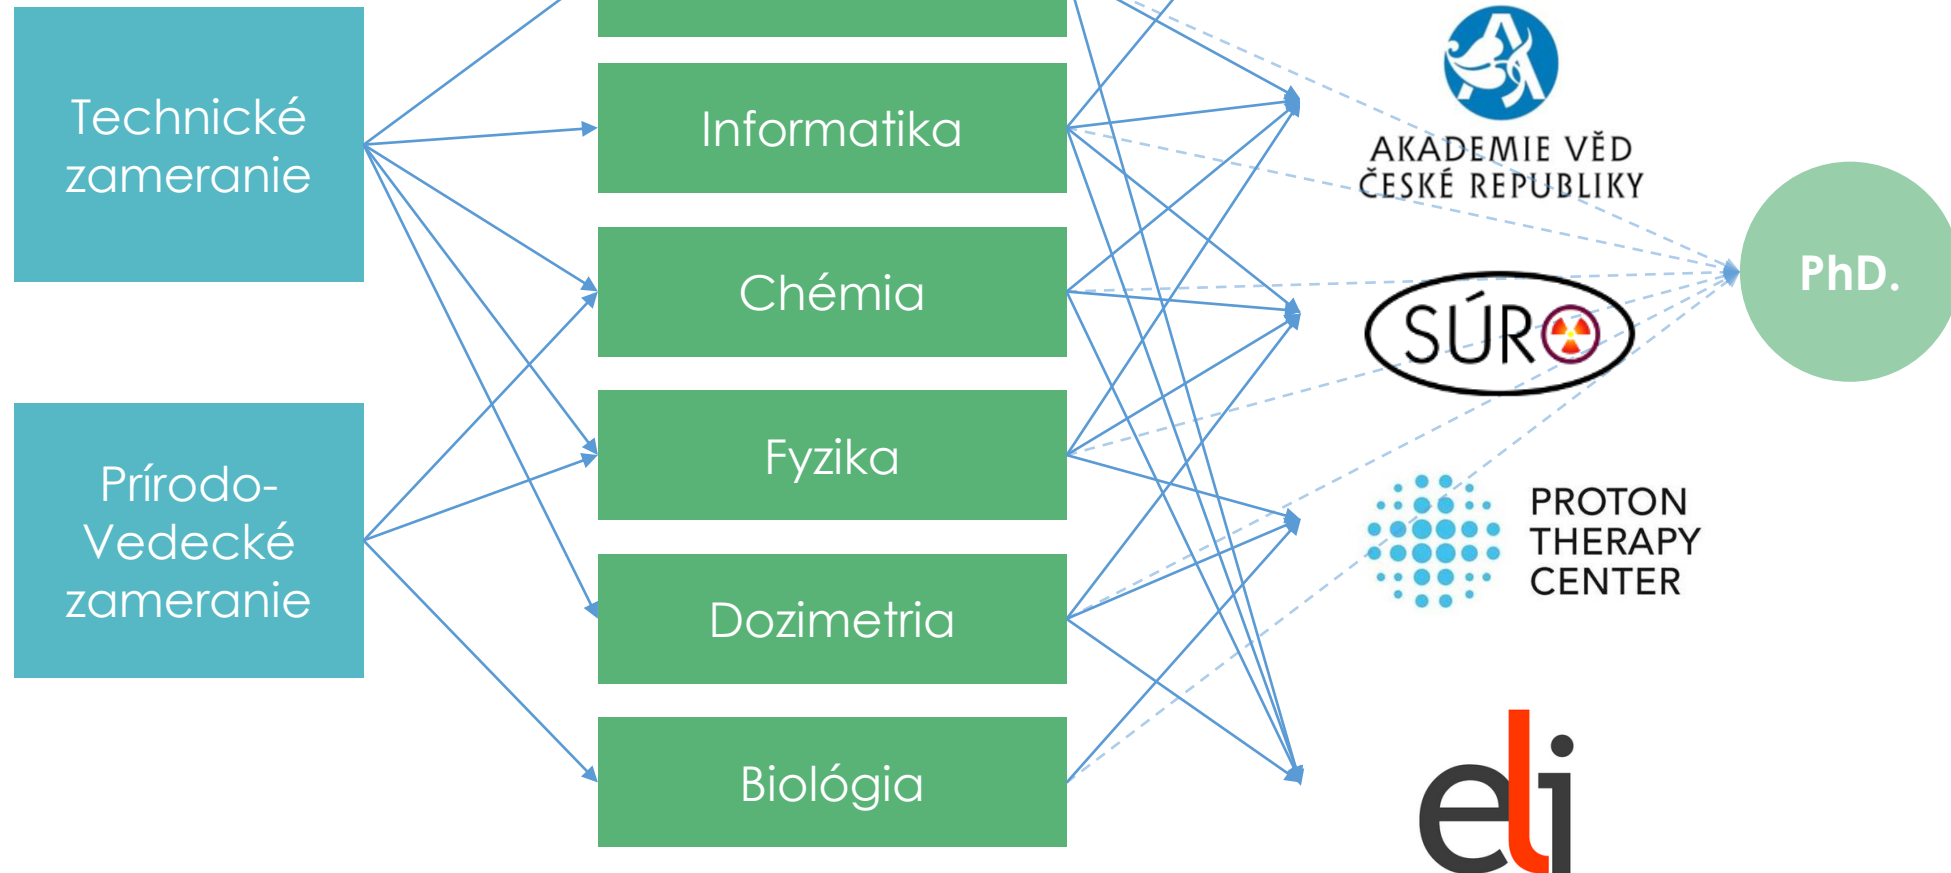 Technické
zameranie
Prírodo-
Vedecké
zameranie
Informatika
Chémia
Fyzika
Dozimetria
Biológia
AKADEMIE VĚD
ČESKÉ REPUBLIKY
SÚRO
PROTON
THERAPY
CENTER
eli
PhD.